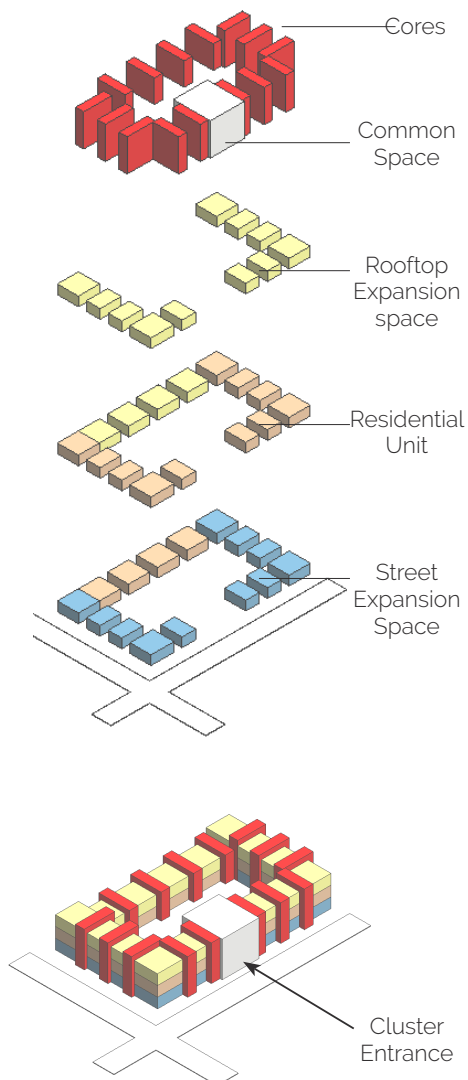 Cores
Common
Space
Rooftop
Expansion
space
Residential
Unit
Street
Expansion
Space
Cluster
Entrance